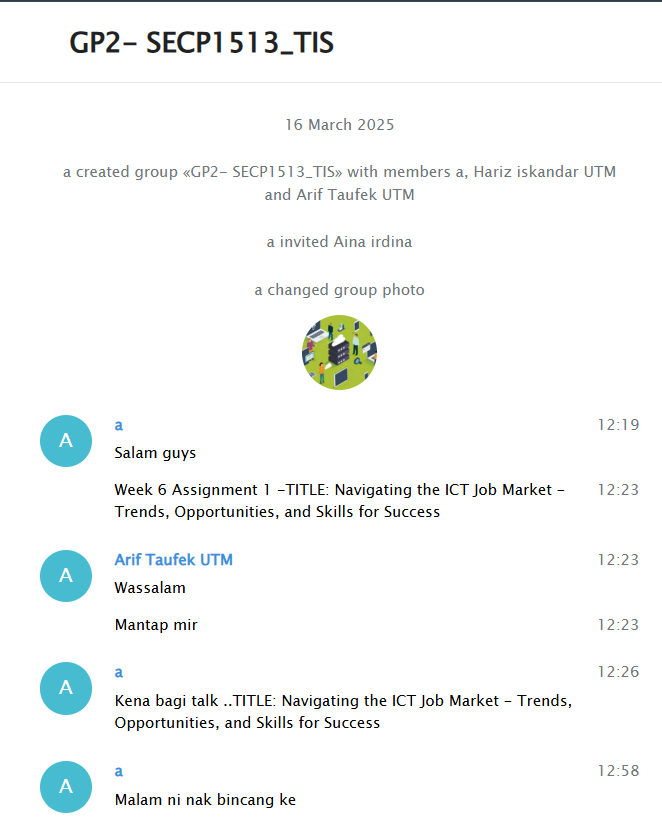 GP2- SECP1513_TIS
16 March 2025
a created group «GP2- SECP1513_TIS» with members a, Hariz iskandar UTM
and Arif Taufek UTM
a invited Aina irdina
a changed group photo
A
a
12:19
Salam guys
Week 6 Assignment 1 -TITLE: Navigating the ICT Job Market –
12:23
Trends, Opportunities, and Skills for Success
A
Arif Taufek UTM
12:23
Wassalam
Mantap mir
12:23
A
a
12:26
Kena bagi talk ..TITLE: Navigating the ICT Job Market – Trends,
Opportunities, and Skills for Success
A
a
12:58
Malam ni nak bincang ke